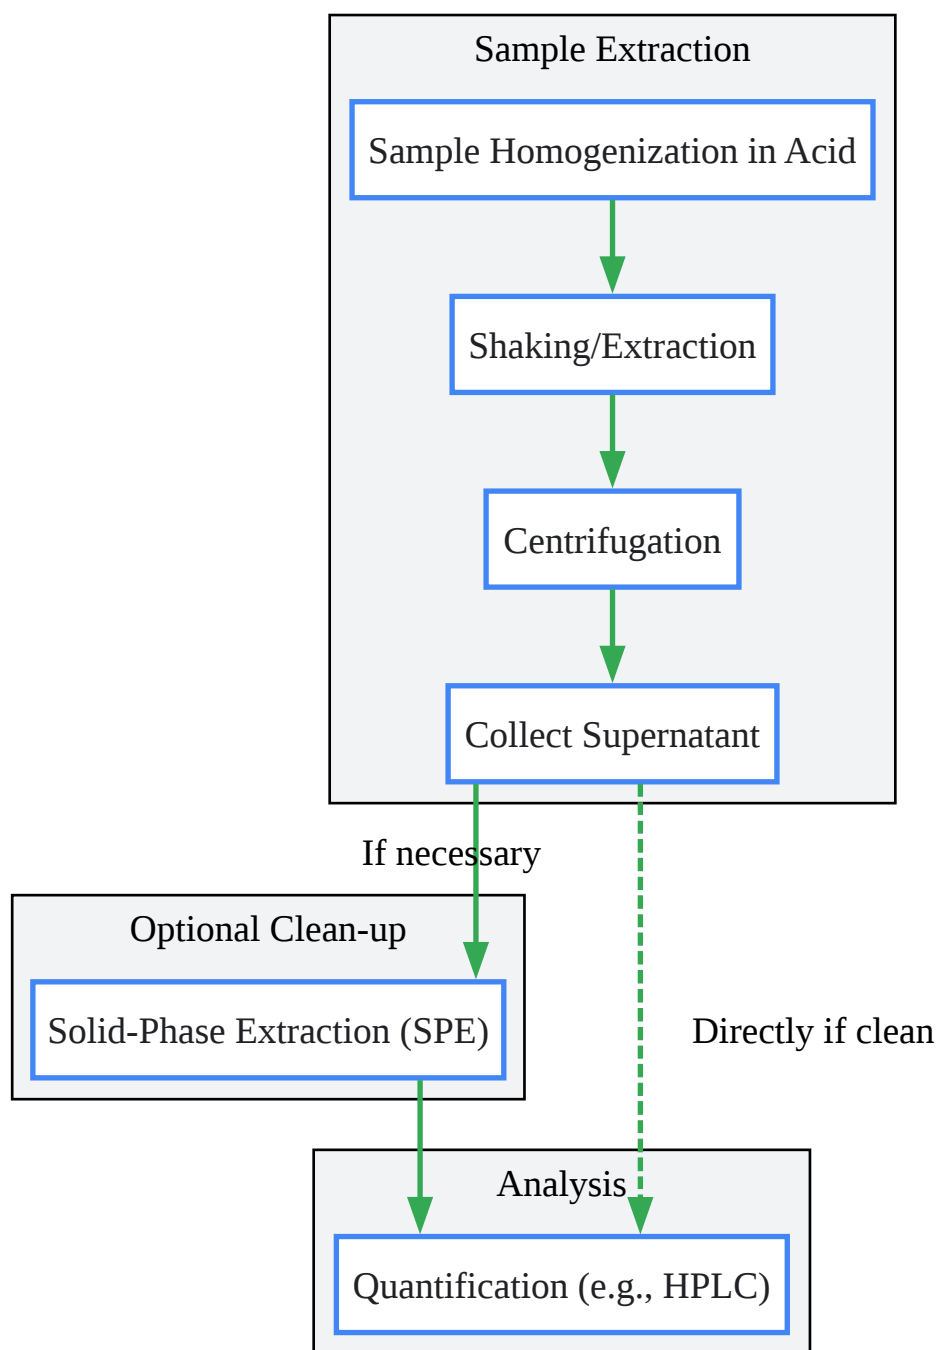 Sample Extraction
Sample Homogenization in Acid
Shaking/Extraction
Centrifugation
Collect Supernatant
If necessary
Optional Clean-up
Solid-Phase Extraction (SPE)
Directly if clean
Analysis
Quantification (e.g., HPLC)